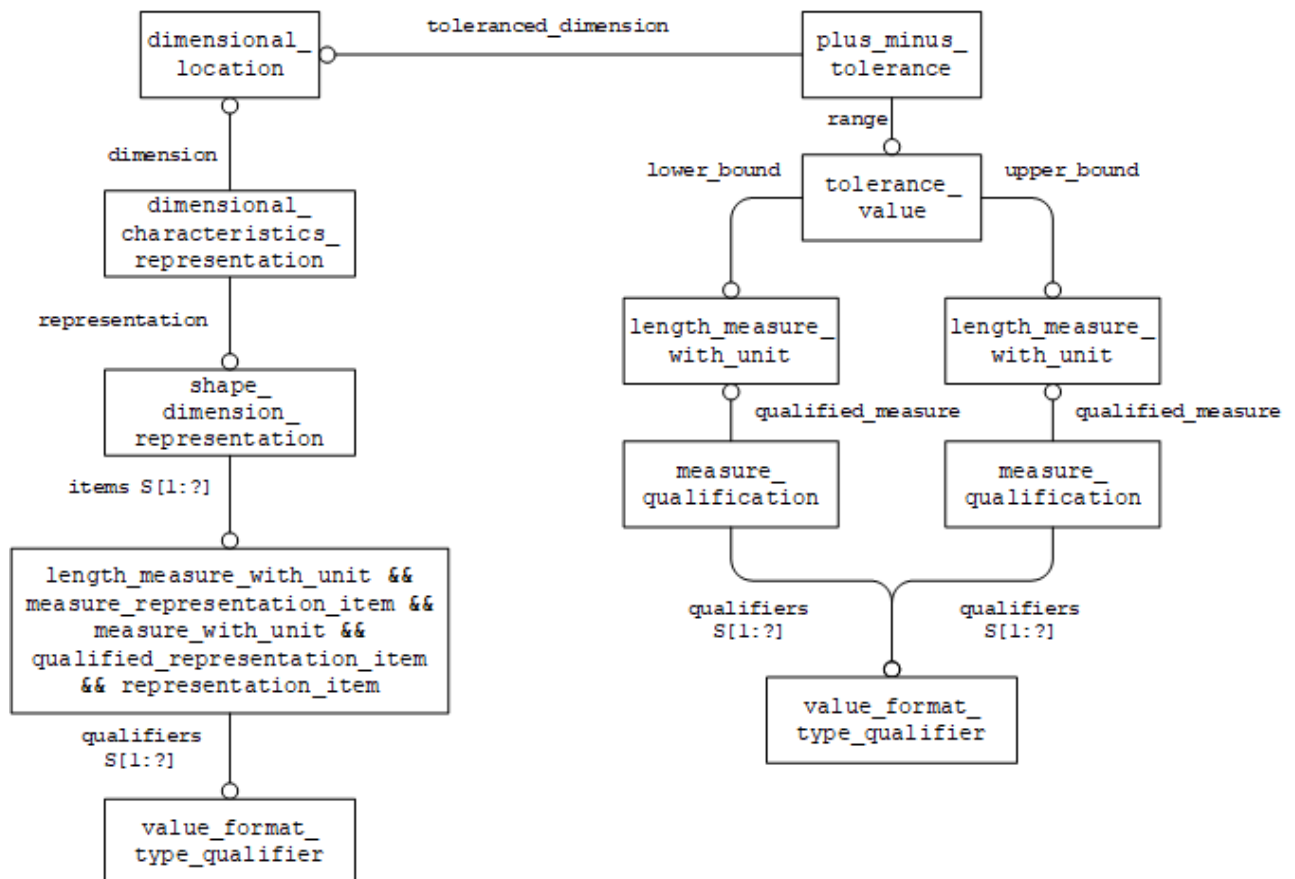 toleranced_dimension
dimensional_
location
plus_minus_
tolerance
range
dimension
lower_bound
upper_bound
tolerance_
value
dimensional_
characteristics_
representation
representation
length_measure_
with_unit
length_measure_
with_unit
shape_
dimension_
representation
qualified_measure
qualified_measure
items S[1:?]
measure_
qualification
measure_
qualification
length_measure_with_unit &&
measure_representation_item &&
measure_with_unit &&
qualified_representation_item
&& representation_item
qualifiers
S[1:?]
qualifiers
S[1:?]
value_format_
type_qualifier
qualifiers
S[1:?]
value_format_
type_qualifier